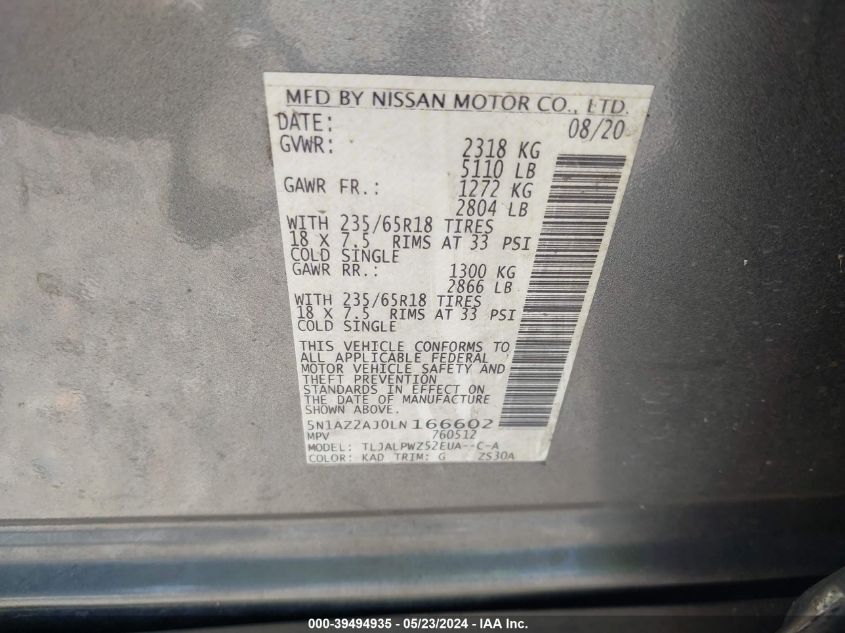 MFD BY NISSAN MOTOR CO., LTD.
DATE: 08/20
GVWR: 2318 KG
5110 LB
GAWR FR.: 1272 KG
2804 LB
WITH 235/65R18 TIRES
18 X 7.5 RIMS AT 33 PSI
COLD SINGLE
GAWR RR.: 1300 KG
2866 LB
WITH 235/65R18 TIRES
18 X 7.5 RIMS AT 33 PSI
COLD SINGLE
THIS VEHICLE CONFORMS TO
ALL APPLICABLE FEDERAL
MOTOR VEHICLE SAFETY AND
THEFT PREVENTION
STANDARDS IN EFFECT ON
THE DATE OF MANUFACTURE
SHOWN ABOVE.
5N1AZ2AJ0LN166602
MPV 760512
MODEL: TLJALPWZ52EUA--C-A
COLOR: KAD TRIM: G Z530A
000-39494935 - 05/23/2024 - IAA Inc.